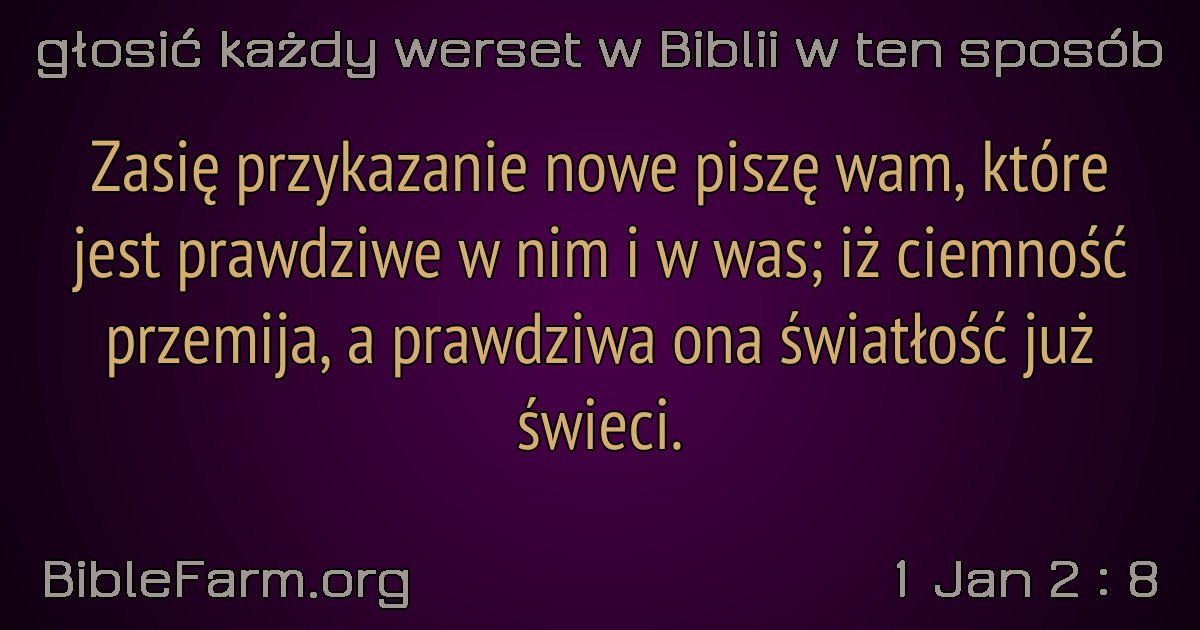 głosić każdy werset w Biblii w ten sposób
Zasię przykazanie nowe piszę wam, które
jest prawdziwe w nim i w was; iż ciemność
przemija, a prawdziwa ona światłość już
świeci.
BibleFarm.org
1 Jan 2 : 8